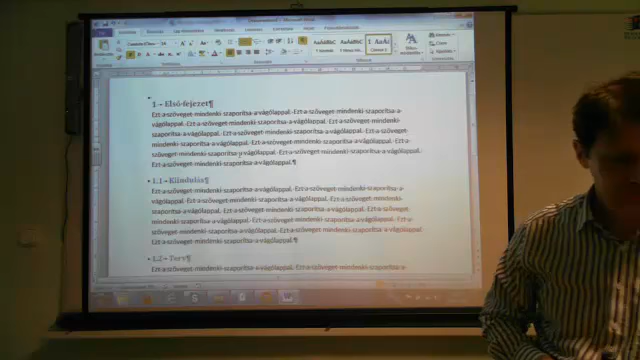 Microsoft Word
AaBbCcC AaBbCc 1. AaA
1 → Első·fejezet¶
Ezt·a·szöveget·mindenki·szaporítsa·a·vágólappal.·Ezt·a·szöveget·mindenki·szaporítsa·a·
vágólappal.·Ezt·a·szöveget·mindenki·szaporítsa·a·vágólappal.·Ezt·a·szöveget·mindenki·
szaporítsa·a·vágólappal.·Ezt·a·szöveget·mindenki·szaporítsa·a·vágólappal.·Ezt·a·szöveget·
mindenki·szaporítsa·a·vágólappal.·Ezt·a·szöveget·mindenki·szaporítsa·a·vágólappal.·Ezt·a·
szöveget·mindenki·szaporítsa·a·vágólappal.·Ezt·a·szöveget·mindenki·szaporítsa·a·vágólappal.·
Ezt·a·szöveget·mindenki·szaporítsa·a·vágólappal.¶
1.1 → Kiindulás¶
Ezt·a·szöveget·mindenki·szaporítsa·a·vágólappal.·Ezt·a·szöveget·mindenki·szaporítsa·a·
vágólappal.·Ezt·a·szöveget·mindenki·szaporítsa·a·vágólappal.·Ezt·a·szöveget·mindenki·
szaporítsa·a·vágólappal.·Ezt·a·szöveget·mindenki·szaporítsa·a·vágólappal.·Ezt·a·szöveget·
mindenki·szaporítsa·a·vágólappal.·Ezt·a·szöveget·mindenki·szaporítsa·a·vágólappal.·Ezt·a·
szöveget·mindenki·szaporítsa·a·vágólappal.·Ezt·a·szöveget·mindenki·szaporítsa·a·vágólappal.·
Ezt·a·szöveget·mindenki·szaporítsa·a·vágólappal.¶
1.2 → Terv¶
Ezt·a·szöveget·mindenki·szaporítsa·a·vágólappal.·Ezt·a·szöveget·mindenki·szaporítsa·a·